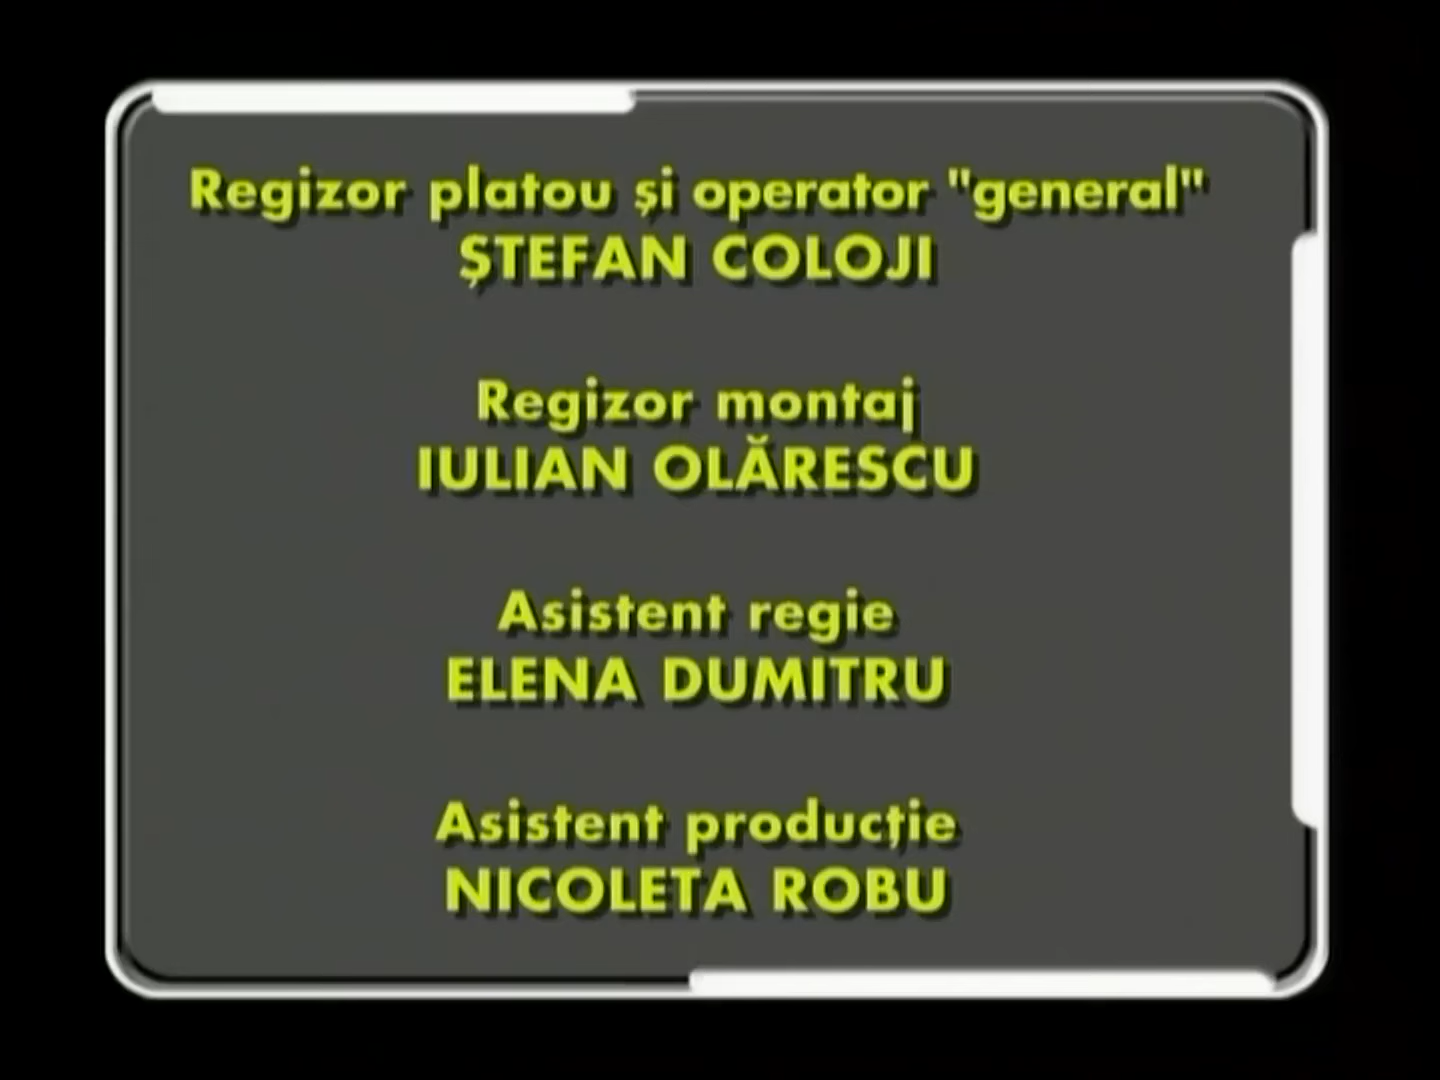 Regizor platou și operator "general"
ȘTEFAN COLOJI
Regizor montaj
IULIAN OLĂRESCU
Asistent regie
ELENA DUMITRU
Asistent producție
NICOLETA ROBU